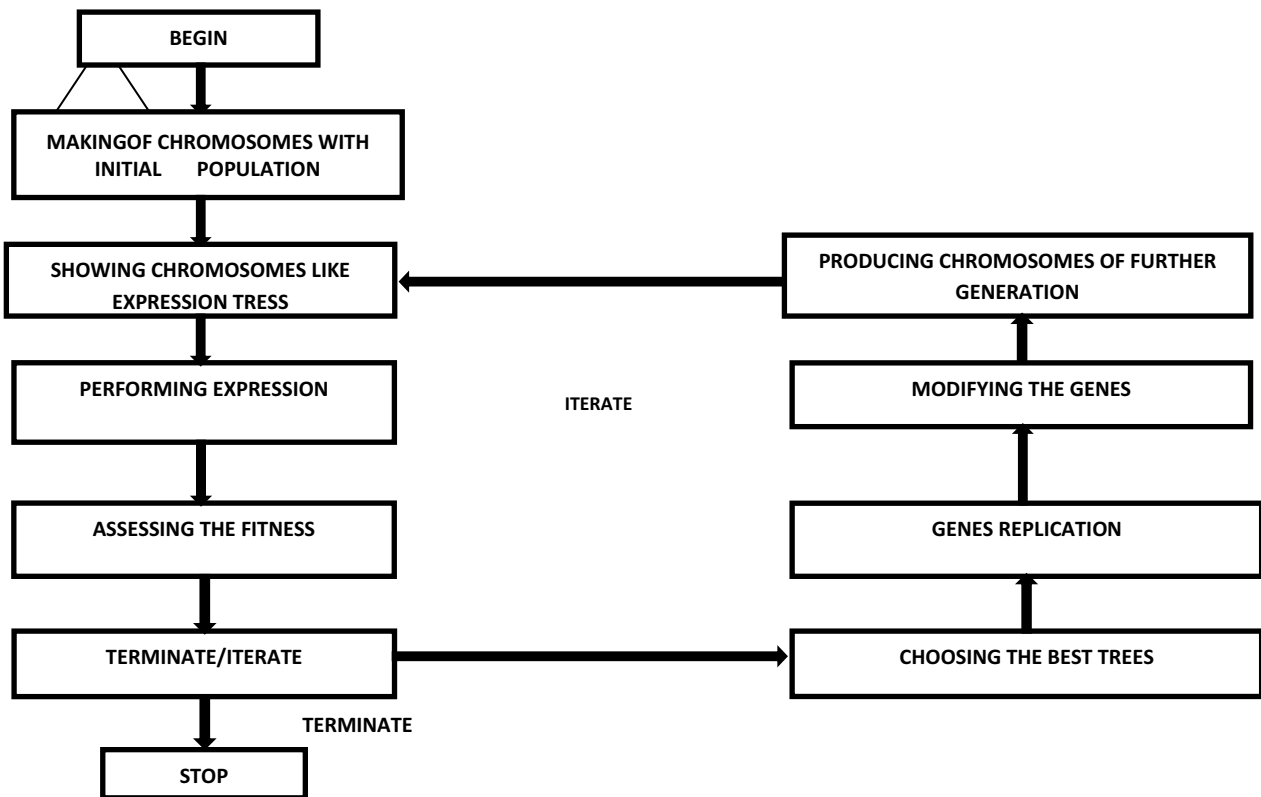 BEGIN
MAKINGOF CHROMOSOMES WITH
INITIAL POPULATION
SHOWING CHROMOSOMES LIKE
EXPRESSION TRESS
PERFORMING EXPRESSION
ASSESSING THE FITNESS
TERMINATE/ITERATE
TERMINATE
STOP
ITERATE
PRODUCING CHROMOSOMES OF FURTHER
GENERATION
MODIFYING THE GENES
GENES REPLICATION
CHOOSING THE BEST TREES